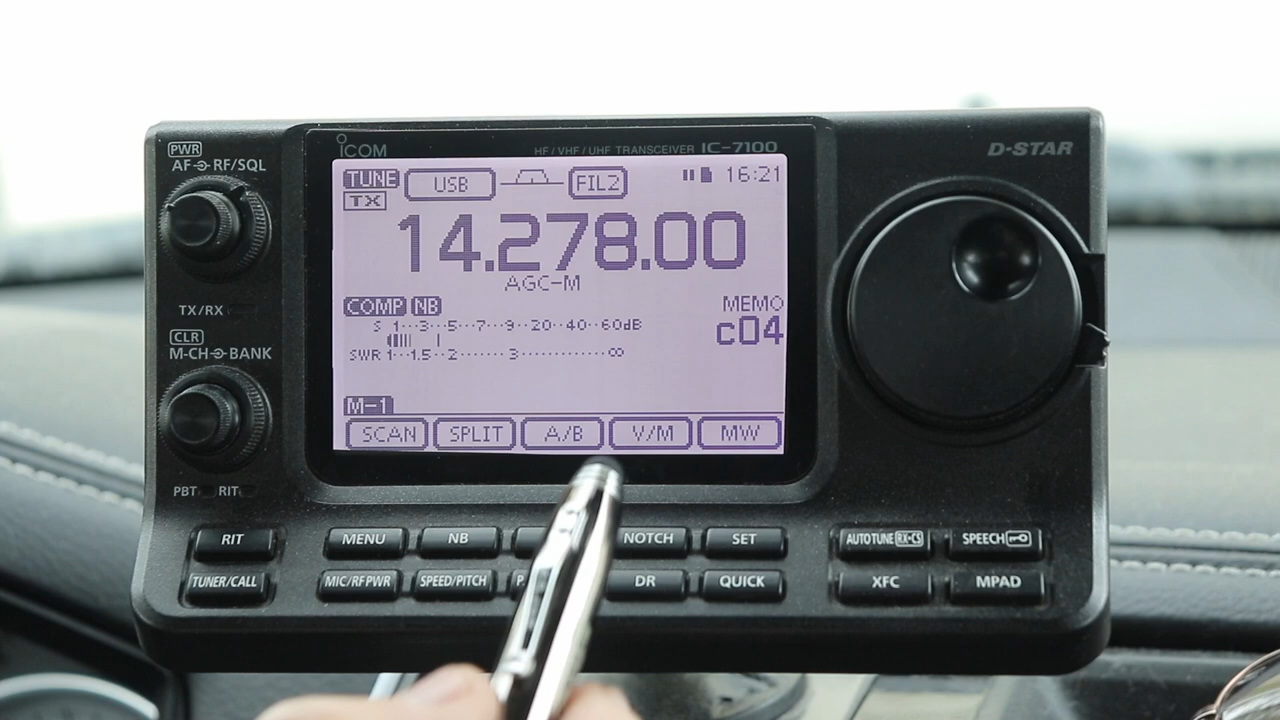 PWR
AF RF/SQL
TX/RX
CLR
M-CH BANK
PBT RIT
ICOM
HF / VHF / UHF TRANSCEIVER IC-7100
D-STAR
TUNE USB FIL2 16:21
TX
14.278.00
AGC-M
COMP NB
MEMO
c04
S 1 3 5 7 9 20 40 60dB
SWR 1 1.5 2 3 ∞
M-1
SCAN SPLIT A/B V/M MW
RIT MENU NB NOTCH SET AUTOTUNE RX-CS SPEECH
TUNER/CALL MIC/RFPWR SPEED/PITCH DR QUICK XFC MPAD